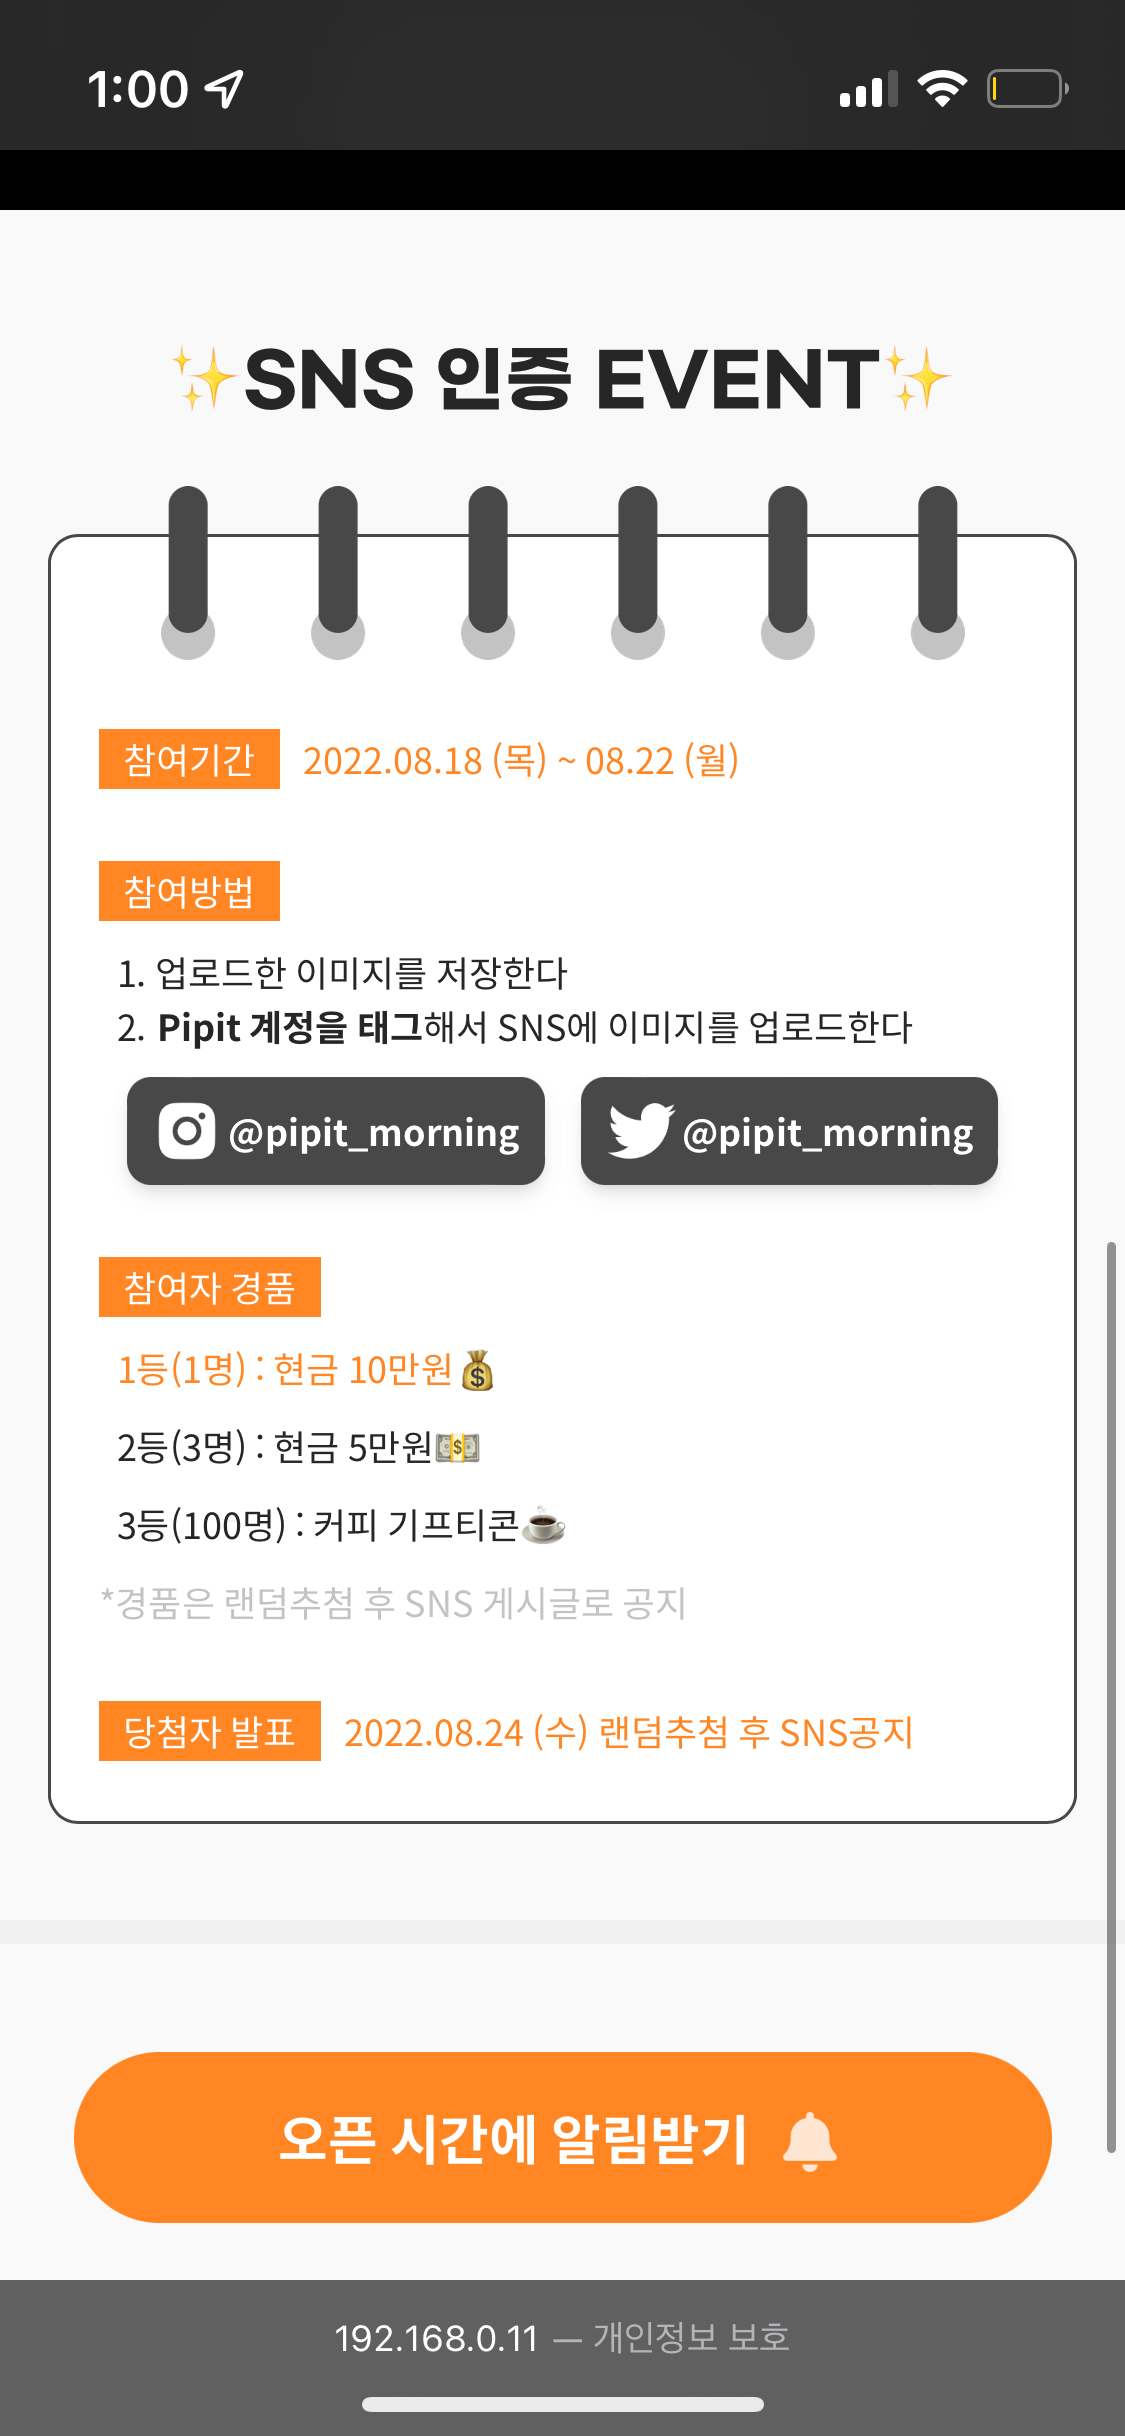 1:00
✨SNS 인증 EVENT✨
참여기간 2022.08.18 (목) ~ 08.22 (월)
참여방법
1. 업로드한 이미지를 저장한다
2. Pipit 계정을 태그해서 SNS에 이미지를 업로드한다
@pipit_morning @pipit_morning
참여자 경품
1등(1명) : 현금 10만원💰
2등(3명) : 현금 5만원💵
3등(100명) : 커피 기프티콘☕
*경품은 랜덤추첨 후 SNS 게시글로 공지
당첨자 발표 2022.08.24 (수) 랜덤추첨 후 SNS공지
오픈 시간에 알림받기
192.168.0.11 — 개인정보 보호